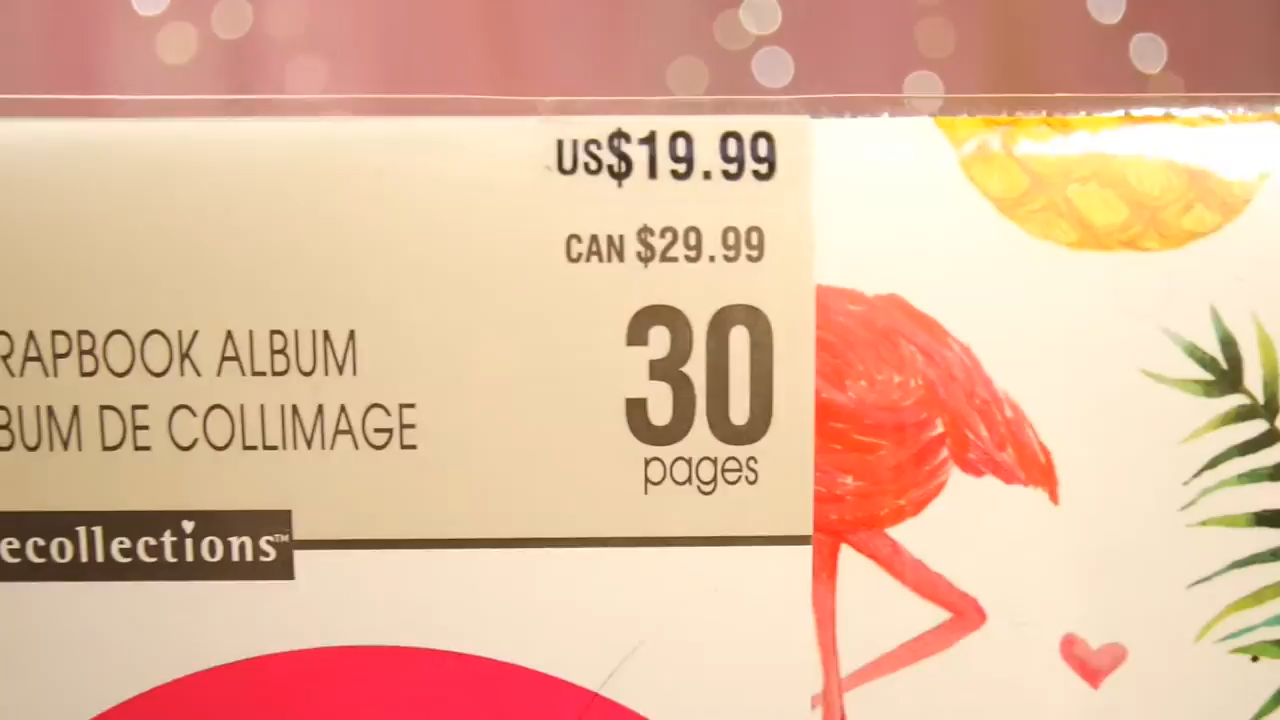 US$19.99
CAN $29.99
RAPBOOK ALBUM
BUM DE COLLIMAGE
30
pages
ecollections™